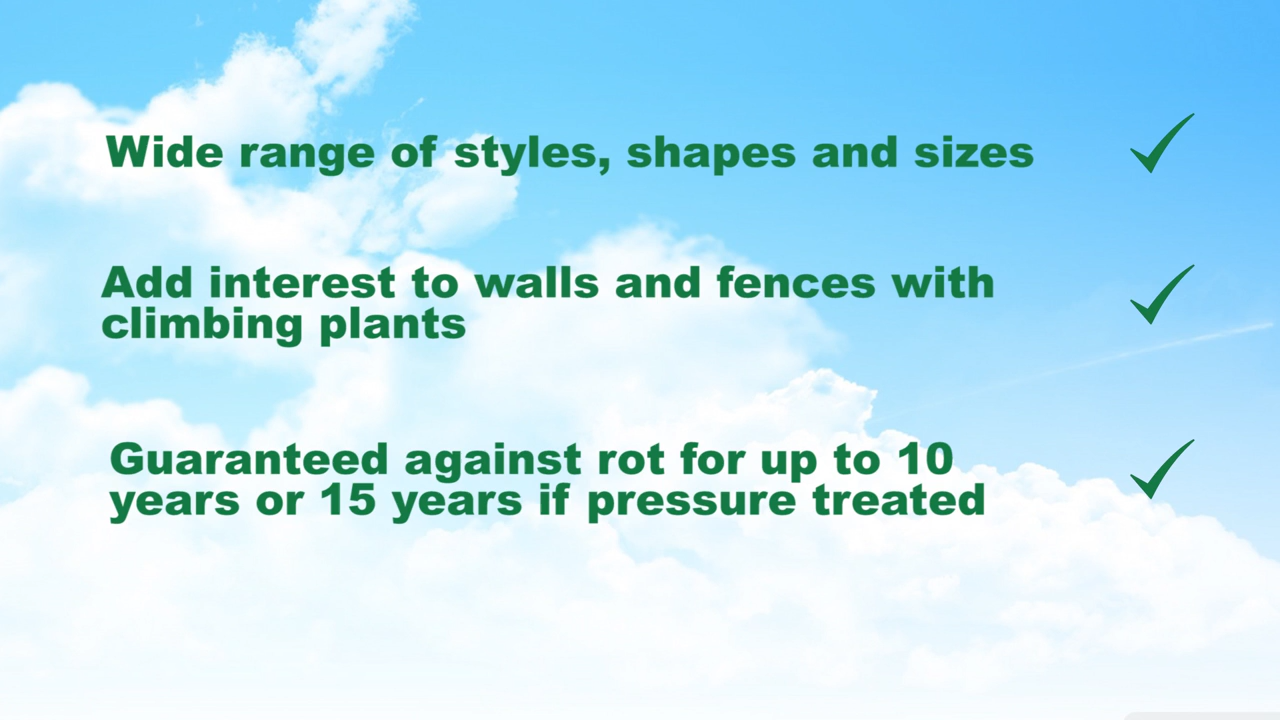 Wide range of styles, shapes and sizes
Add interest to walls and fences with
climbing plants
Guaranteed against rot for up to 10
years or 15 years if pressure treated